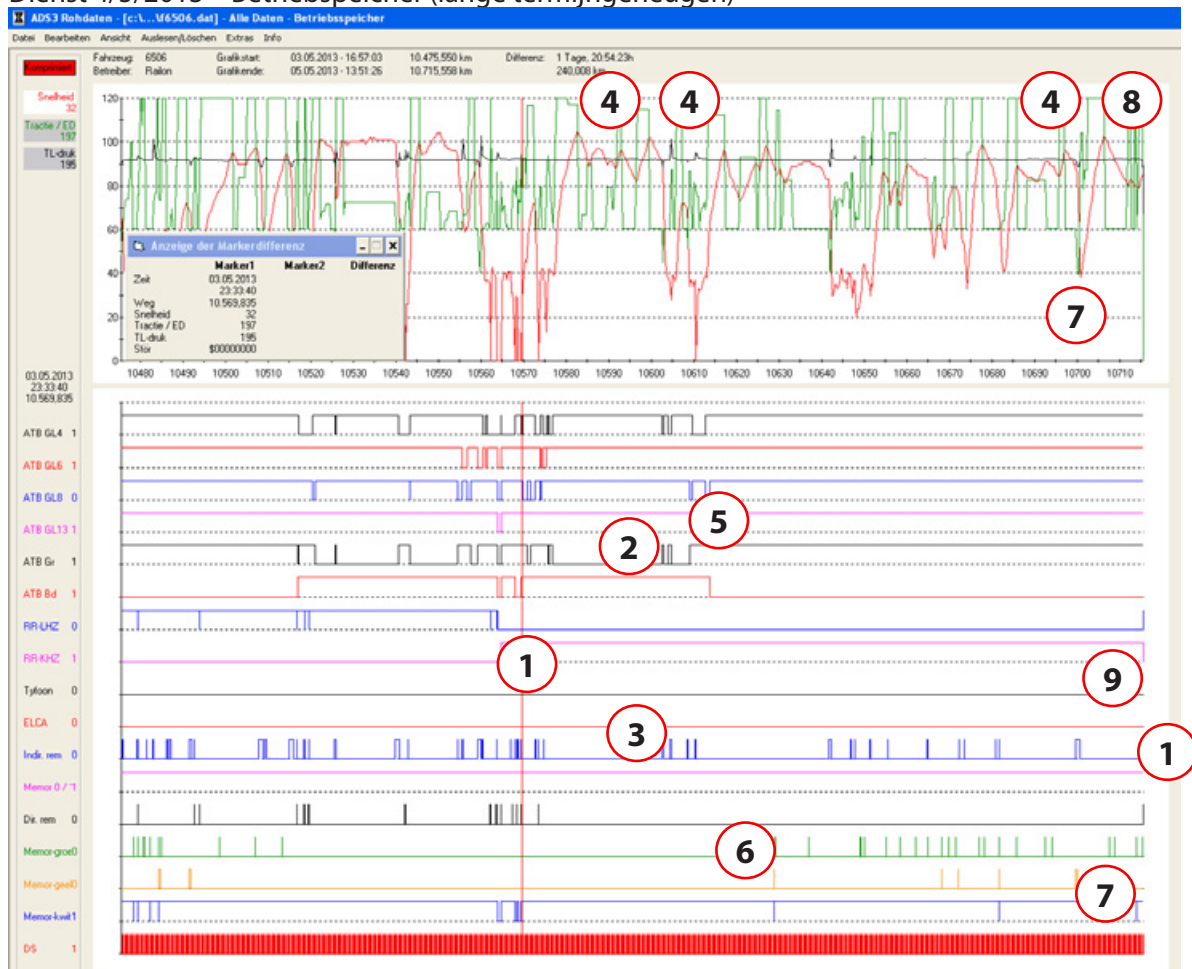 Dienst 4/5/2013 - Betriebsspeicher (lange termijngeheugen)
ADS3 Rohdaten - [c:\...\f6506.dat] - Alle Daten - Betriebsspeicher
Datei Bearbeiten Ansicht Auslesen/Löschen Extras Info
Komprimiert
Fahrzeug: 6506 Grafikstart: 03.05.2013 - 16:57:03 10.475,550 km Differenz: 1 Tage, 20:54:23h
Betreiber: Railon Grafikende: 05.05.2013 - 13:51:26 10.715,558 km 240,008 km
Snelheid
32
Tractie / ED
197
TL-druk
195
120
100
80
60
40
20
0
4 4 4 8
7
Anzeige der Markerdifferenz
Marker1 Marker2 Differenz
Zeit 03.05.2013
23:33:40
Weg 10.569,835
Snelheid 32
Tractie / ED 197
TL-druk 195
Stör $00000000
10480 10490 10500 10510 10520 10530 10540 10550 10560 10570 10580 10590 10600 10610 10620 10630 10640 10650 10660 10670 10680 10690 10700 10710
03.05.2013
23:33:40
10.569,835
ATB GL4 1
ATB GL6 1
ATB GL8 0
ATB GL13 1
5
ATB Gr 1
2
ATB Bd 1
RR-LHZ 0
RR-KHZ 1
1
9
Tyfoon 0
ELCA 0
3
Indir. rem 0
1
Memor 0 / 1
Dir. rem 0
Memor-groe0
6
Memor-geel0
7
Memor-kwit1
DS 1